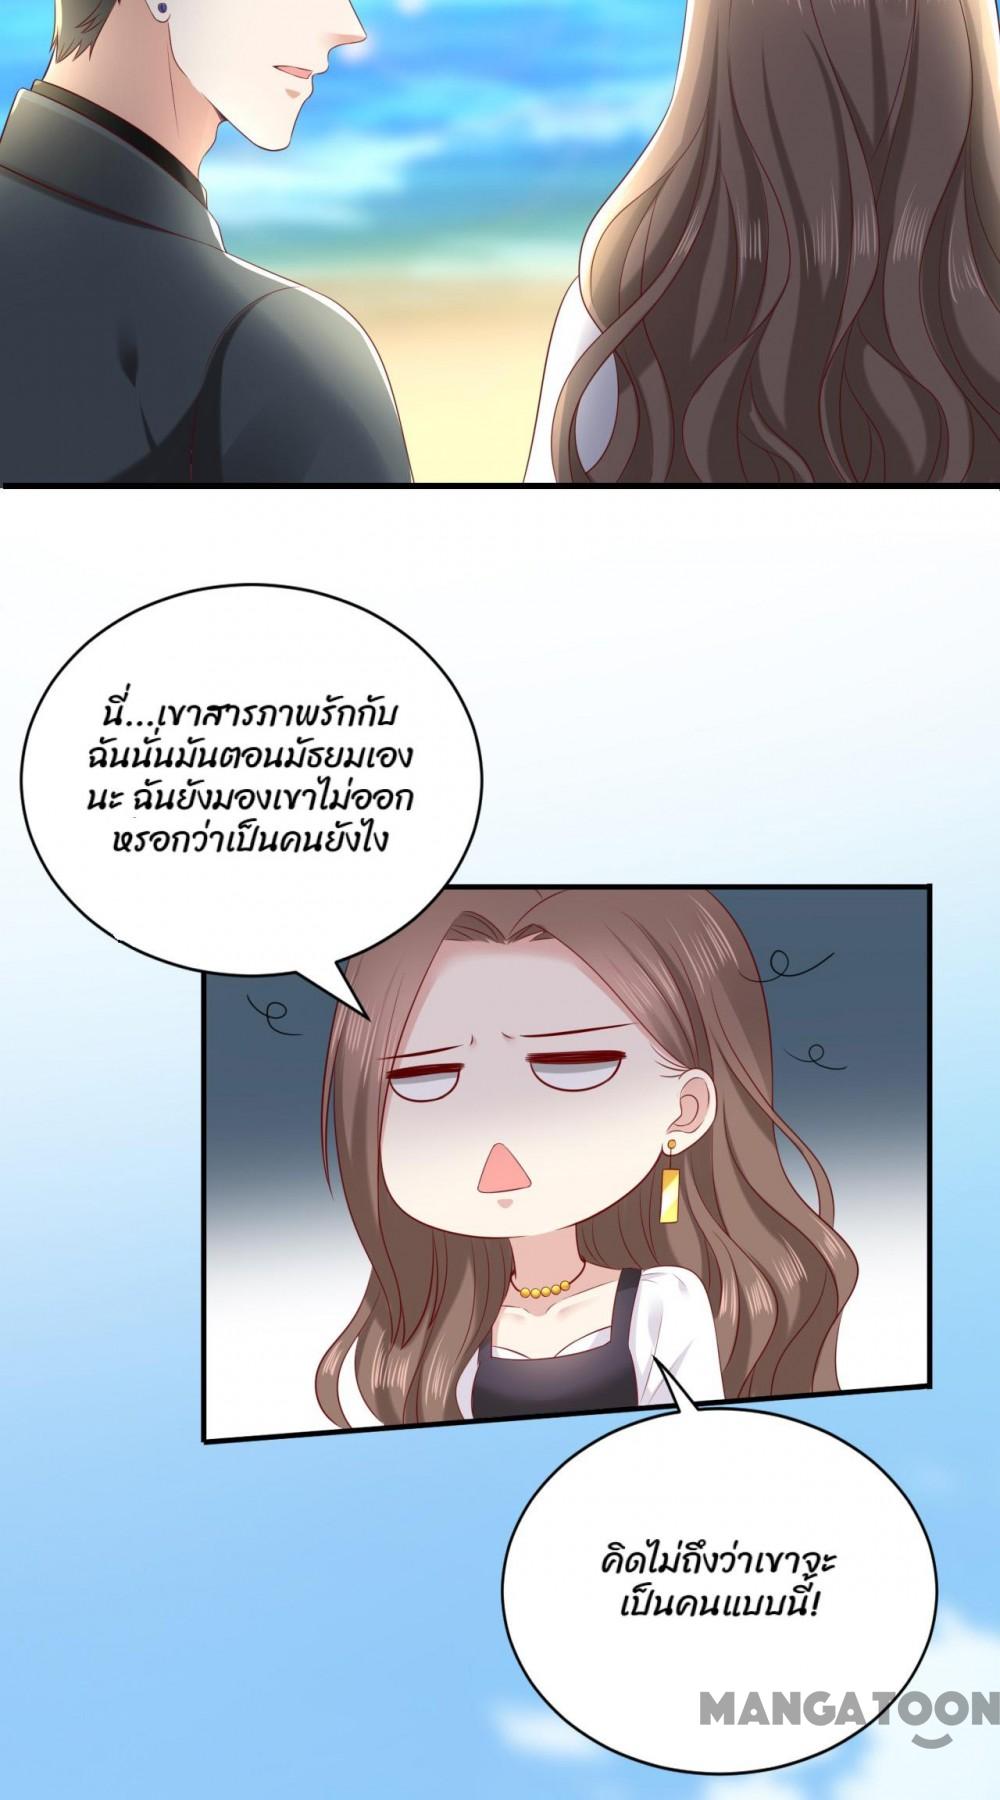 นี่...เขาสารภาพรักกับ
ฉันนั่นมันตอนมัธยมเอง
นะ ฉันยังมองเขาไม่ออก
หรอกว่าเป็นคนยังไง
คิดไม่ถึงว่าเขาจะ
เป็นคนแบบนี้!
MANGATOON